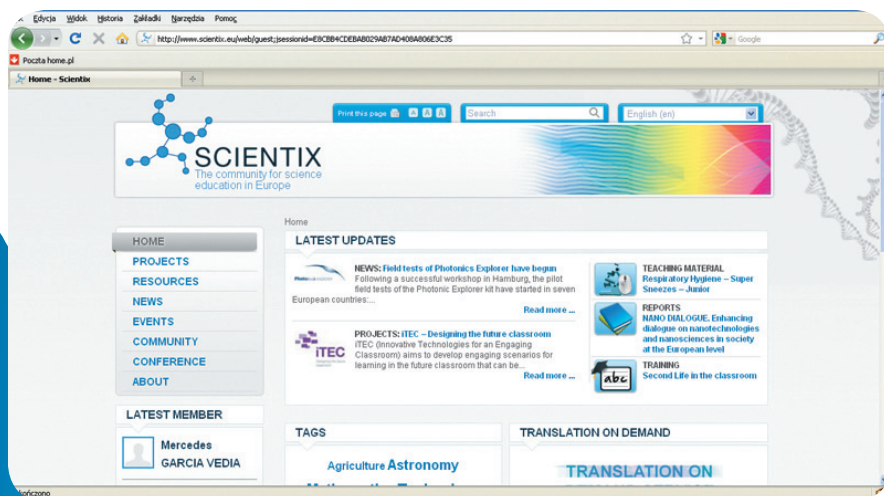 Edycja Widok Historia Zakładki Narzędzia Pomoc
http://www.scientix.eu/web/guest;jsessionid=E8CBB4CDEBAB029AB7AD408A806E3C35
Google
Poczta home.pl
Home - Scientix
Print this page A A A
Search
English (en)
SCIENTIX
The community for science
education in Europe
Home
HOME
PROJECTS
RESOURCES
NEWS
EVENTS
COMMUNITY
CONFERENCE
ABOUT
LATEST MEMBER
Mercedes
GARCIA VEDIA
LATEST UPDATES
NEWS: Field tests of Photonics Explorer have begun
Following a successful workshop in Hamburg, the pilot
field tests of the Photonic Explorer kit have started in seven
European countries:...
Read more ...
iTEC
PROJECTS: iTEC – Designing the future classroom
iTEC (Innovative Technologies for an Engaging
Classroom) aims to develop engaging scenarios for
learning in the future classroom that can be...
Read more ...
TEACHING MATERIAL
Respiratory Hygiene – Super
Sneezes – Junior
REPORTS
NANO DIALOGUE, Enhancing
dialogue on nanotechnologies
and nanosciences in society
at the European level
abc
TRAINING
Second Life in the classroom
TAGS
Agriculture Astronomy
TRANSLATION ON DEMAND
TRANSLATION ON